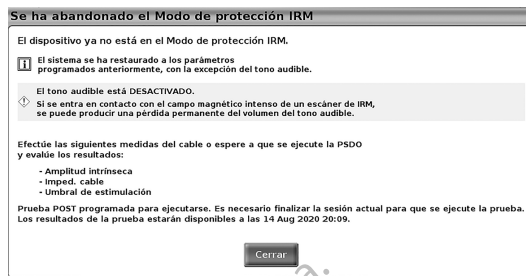 Se ha abandonado el Modo de protección IRM
El dispositivo ya no está en el Modo de protección IRM.
El sistema se ha restaurado a los parámetros
programados anteriormente, con la excepción del tono audible.
El tono audible está DESACTIVADO.
Si se entra en contacto con el campo magnético intenso de un escáner de IRM,
se puede producir una pérdida permanente del volumen del tono audible.
Efectúe las siguientes medidas del cable o espere a que se ejecute la PSDO
y evalúe los resultados:
- Amplitud intrínseca
- Imped. cable
- Umbral de estimulación
Prueba POST programada para ejecutarse. Es necesario finalizar la sesión actual para que se ejecute la prueba.
Los resultados de la prueba estarán disponibles a las 14 Aug 2020 20:09.
Cerrar